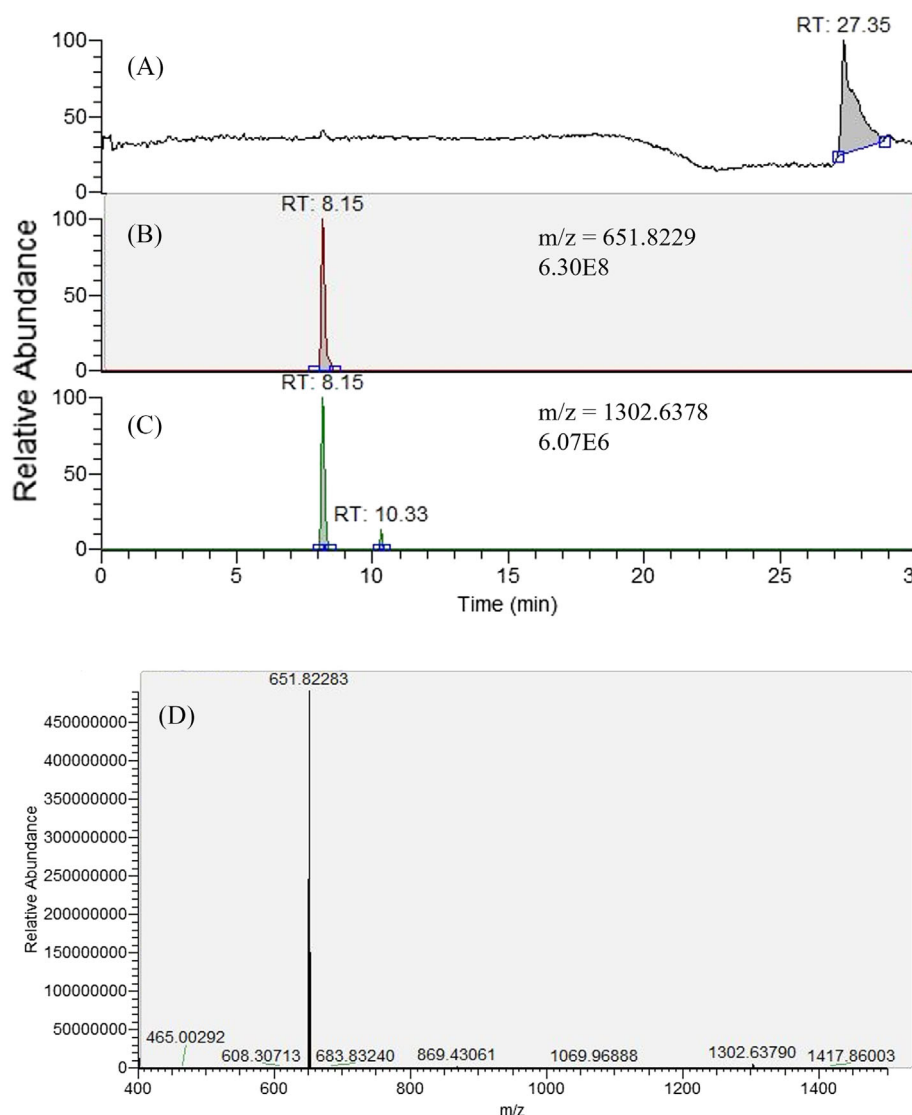 RT: 27.35
100
(A)
50
0
RT: 8.15
100
(B)
m/z = 651.8229
6.30E8
50
0
RT: 8.15
100
(C)
m/z = 1302.6378
6.07E6
50
RT: 10.33
0
Relative Abundance
0 5 10 15 20 25 3
Time (min)
651.82283
(D)
450000000
400000000
350000000
300000000
250000000
200000000
150000000
100000000
50000000
0
Relative Abundance
465.00292
608.30713 683.83240 869.43061 1069.96888 1302.63790 1417.86003
400 600 800 1000 1200 1400
m/z